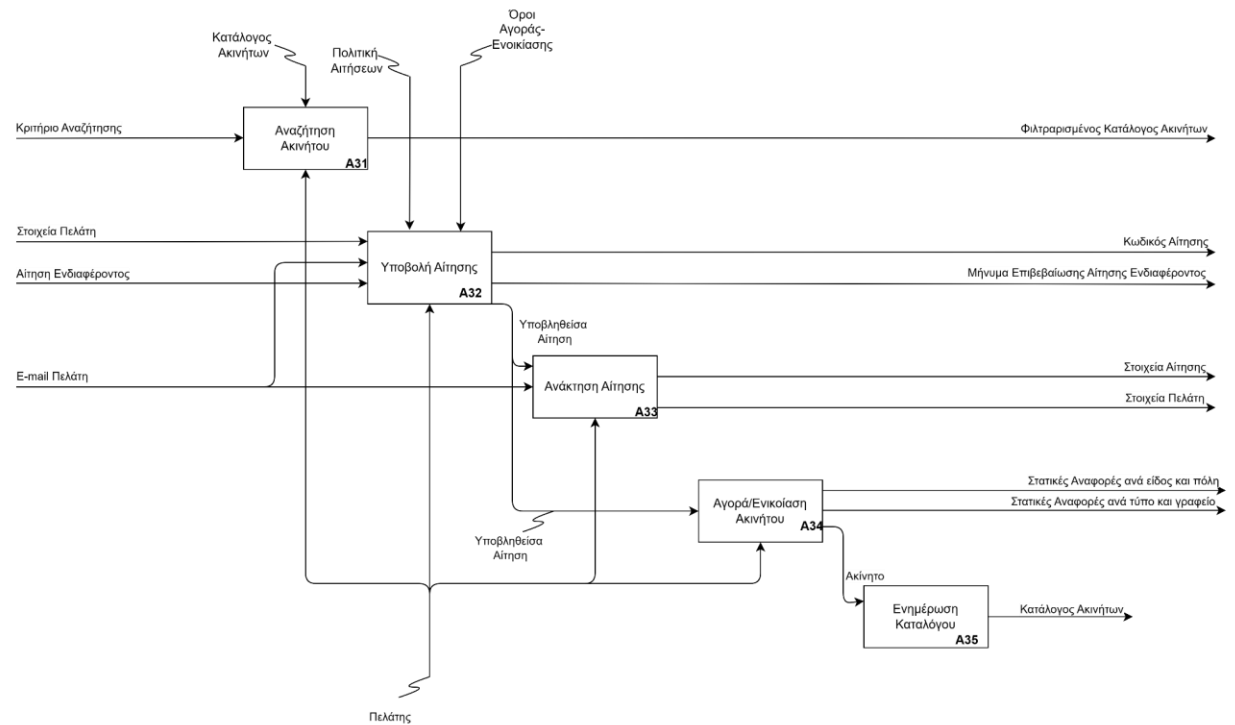 Όροι
Αγοράς-
Ενοικίασης
Κατάλογος
Ακινήτων
Πολιτική
Αιτήσεων
Κριτήριο Αναζήτησης
Αναζήτηση
Ακινήτου
A31
Φιλτραρισμένος Κατάλογος Ακινήτων
Στοιχεία Πελάτη
Αίτηση Ενδιαφέροντος
Υποβολή Αίτησης
A32
Κωδικός Αίτησης
Μήνυμα Επιβεβαίωσης Αίτησης Ενδιαφέροντος
Υποβληθείσα
Αίτηση
E-mail Πελάτη
Ανάκτηση Αίτησης
A33
Στοιχεία Αίτησης
Στοιχεία Πελάτη
Υποβληθείσα
Αίτηση
Αγορά/Ενικοίαση
Ακινήτου
A34
Στατικές Αναφορές ανά είδος και πόλη
Στατικές Αναφορές ανά τύπο και γραφείο
Ακίνητο
Ενημέρωση
Καταλόγου
A35
Κατάλογος Ακινήτων
Πελάτης